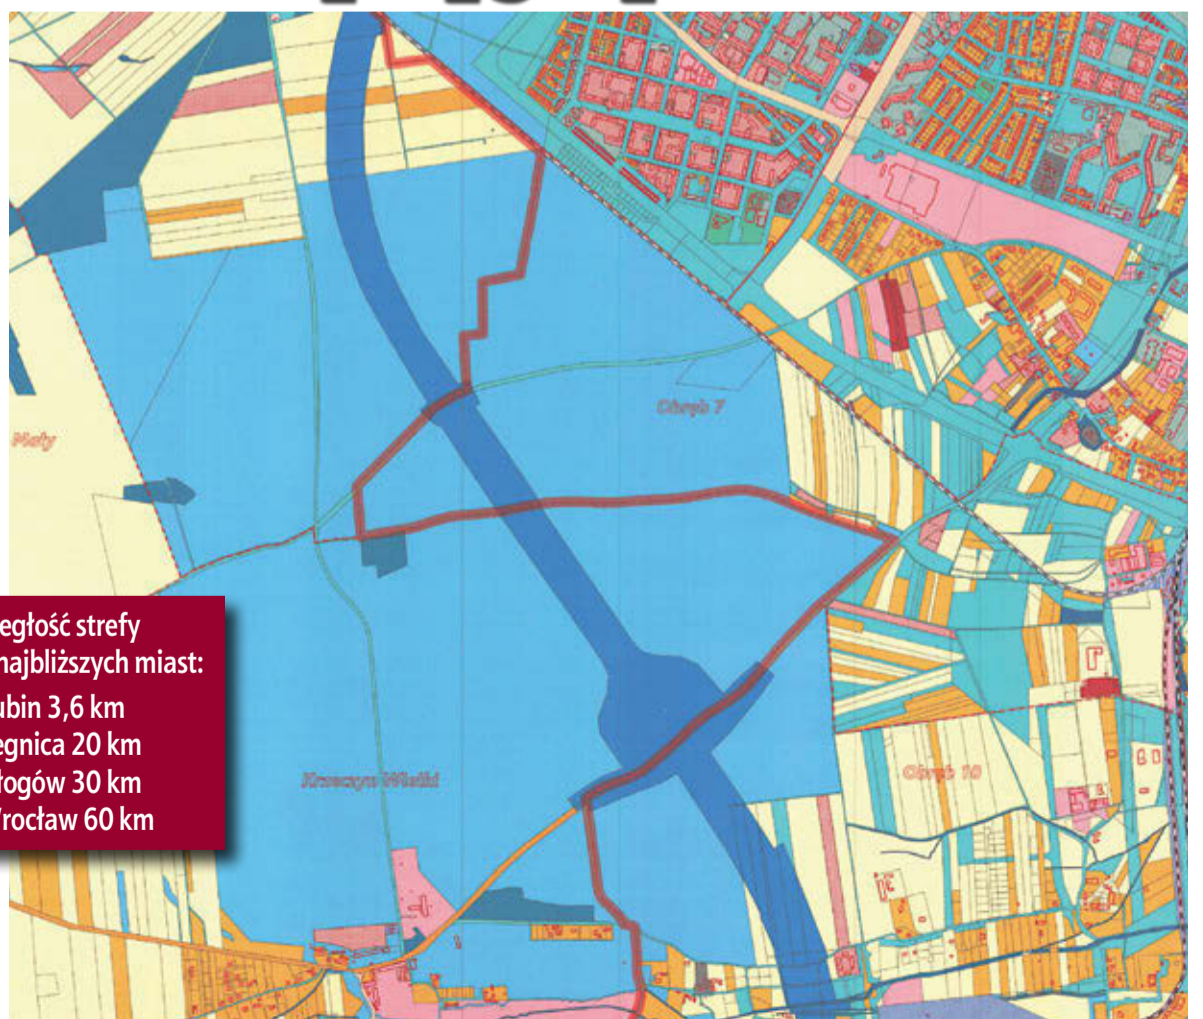 egłość strefy
najbliższych miast:
ubin 3,6 km
egnica 20 km
łogów 30 km
rocław 60 km
Obręb 7
Mały
Krzeczyn Wielki
Obręb 10